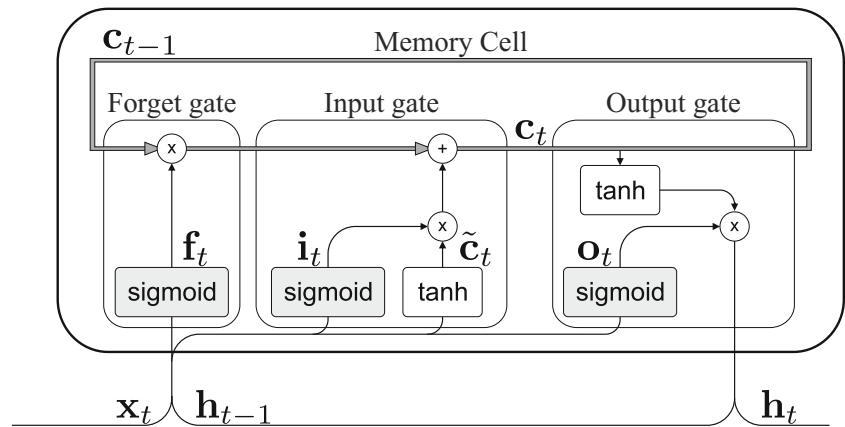 c_{t−1}
Memory Cell
Forget gate
Input gate
Output gate
x
+
c_t
tanh
x
x
f_t
i_t
c̃_t
o_t
sigmoid
sigmoid
tanh
sigmoid
x_t
h_{t−1}
h_t